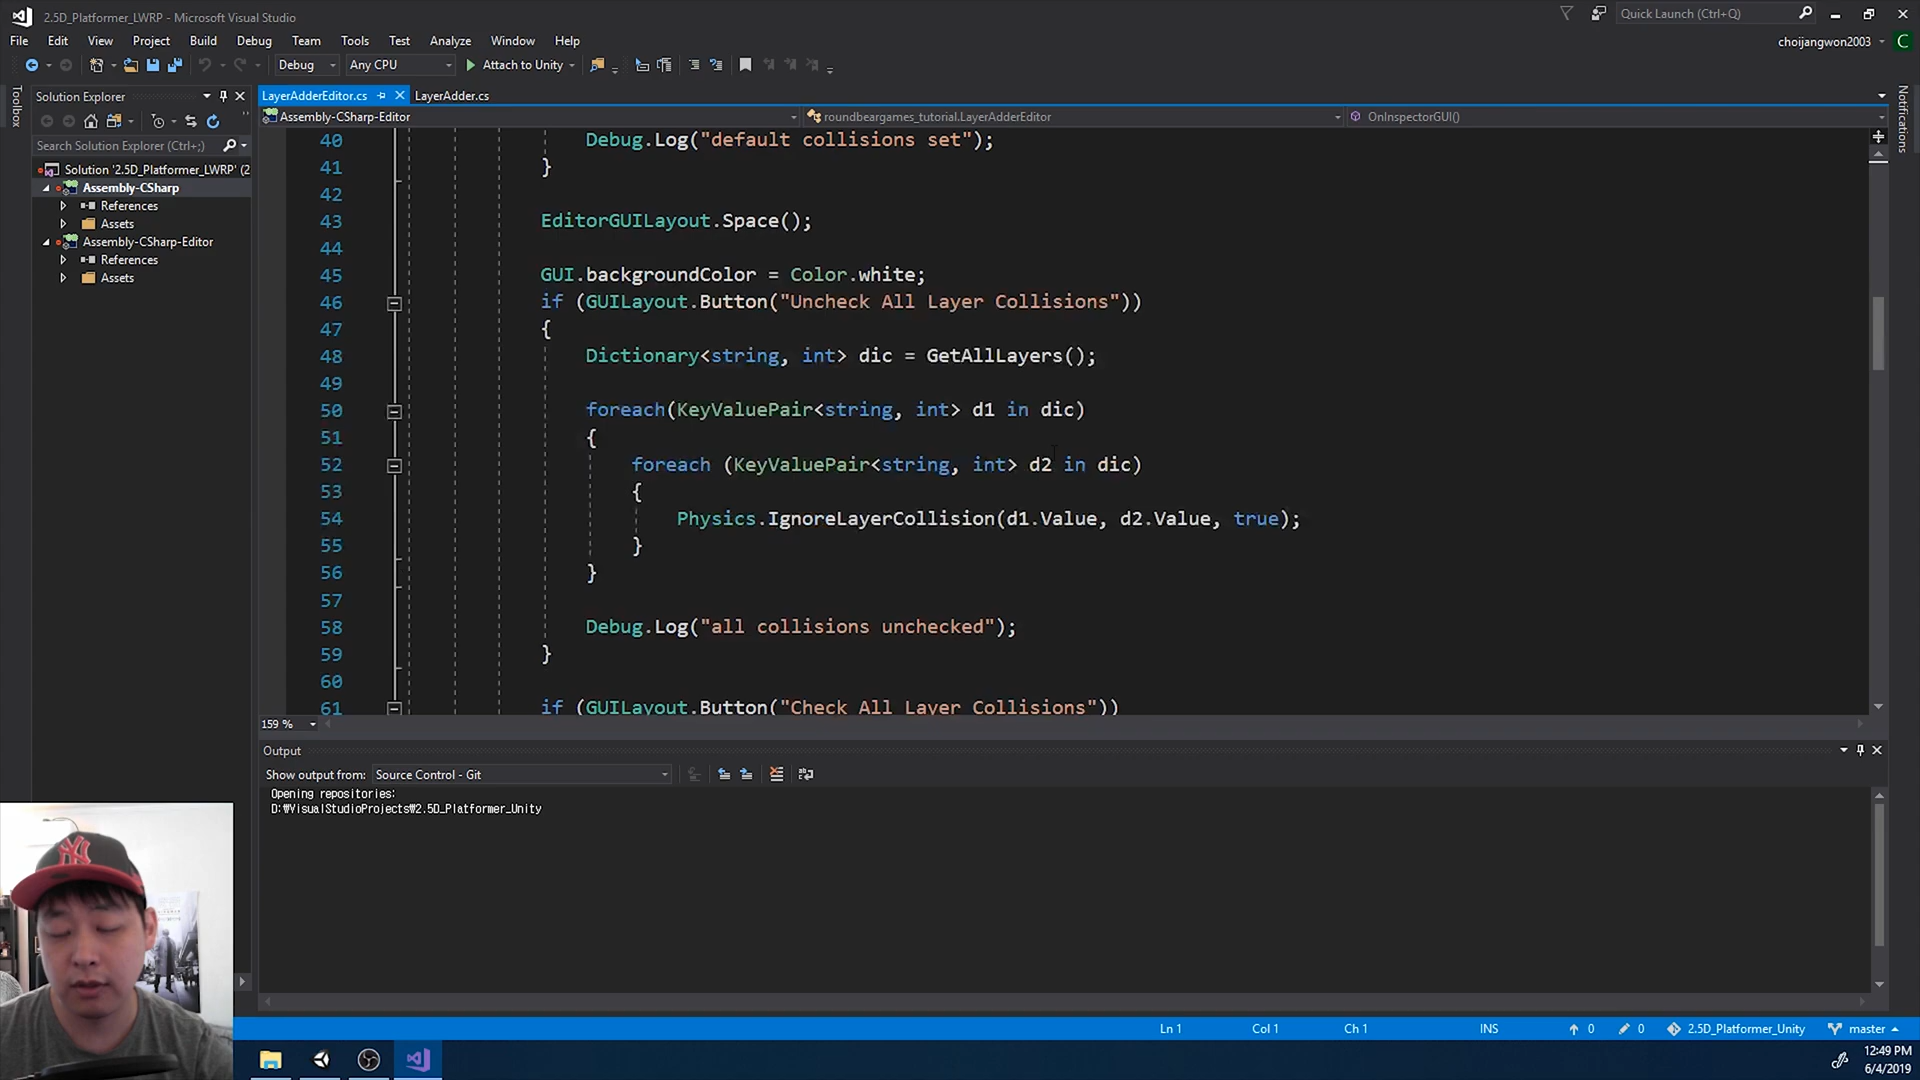 2.5D_Platformer_LWRP - Microsoft Visual Studio
Quick Launch (Ctrl+Q)
File Edit View Project Build Debug Team Tools Test Analyze Window Help
choijangwon2003 C
Debug Any CPU Attach to Unity
Toolbox
Solution Explorer
LayerAdderEditor.cs LayerAdder.cs
Notifications
Assembly-CSharp-Editor roundbeargames_tutorial.LayerAdderEditor OnInspectorGUI()
Search Solution Explorer (Ctrl+;)
Solution '2.5D_Platformer_LWRP' (2
Assembly-CSharp
References
Assets
Assembly-CSharp-Editor
References
Assets
40 Debug.Log("default collisions set");
41 }
42
43 EditorGUILayout.Space();
44
45 GUI.backgroundColor = Color.white;
46 if (GUILayout.Button("Uncheck All Layer Collisions"))
47 {
48 Dictionary<string, int> dic = GetAllLayers();
49
50 foreach(KeyValuePair<string, int> d1 in dic)
51 {
52 foreach (KeyValuePair<string, int> d2 in dic)
53 {
54 Physics.IgnoreLayerCollision(d1.Value, d2.Value, true);
55 }
56 }
57
58 Debug.Log("all collisions unchecked");
59 }
60
61 if (GUILayout.Button("Check All Layer Collisions"))
159 %
Output
Show output from: Source Control - Git
Opening repositories:
D:₩VisualStudioProjects₩2.5D_Platformer_Unity
Ln 1 Col 1 Ch 1 INS 0 0 2.5D_Platformer_Unity master
12:49 PM
6/4/2019